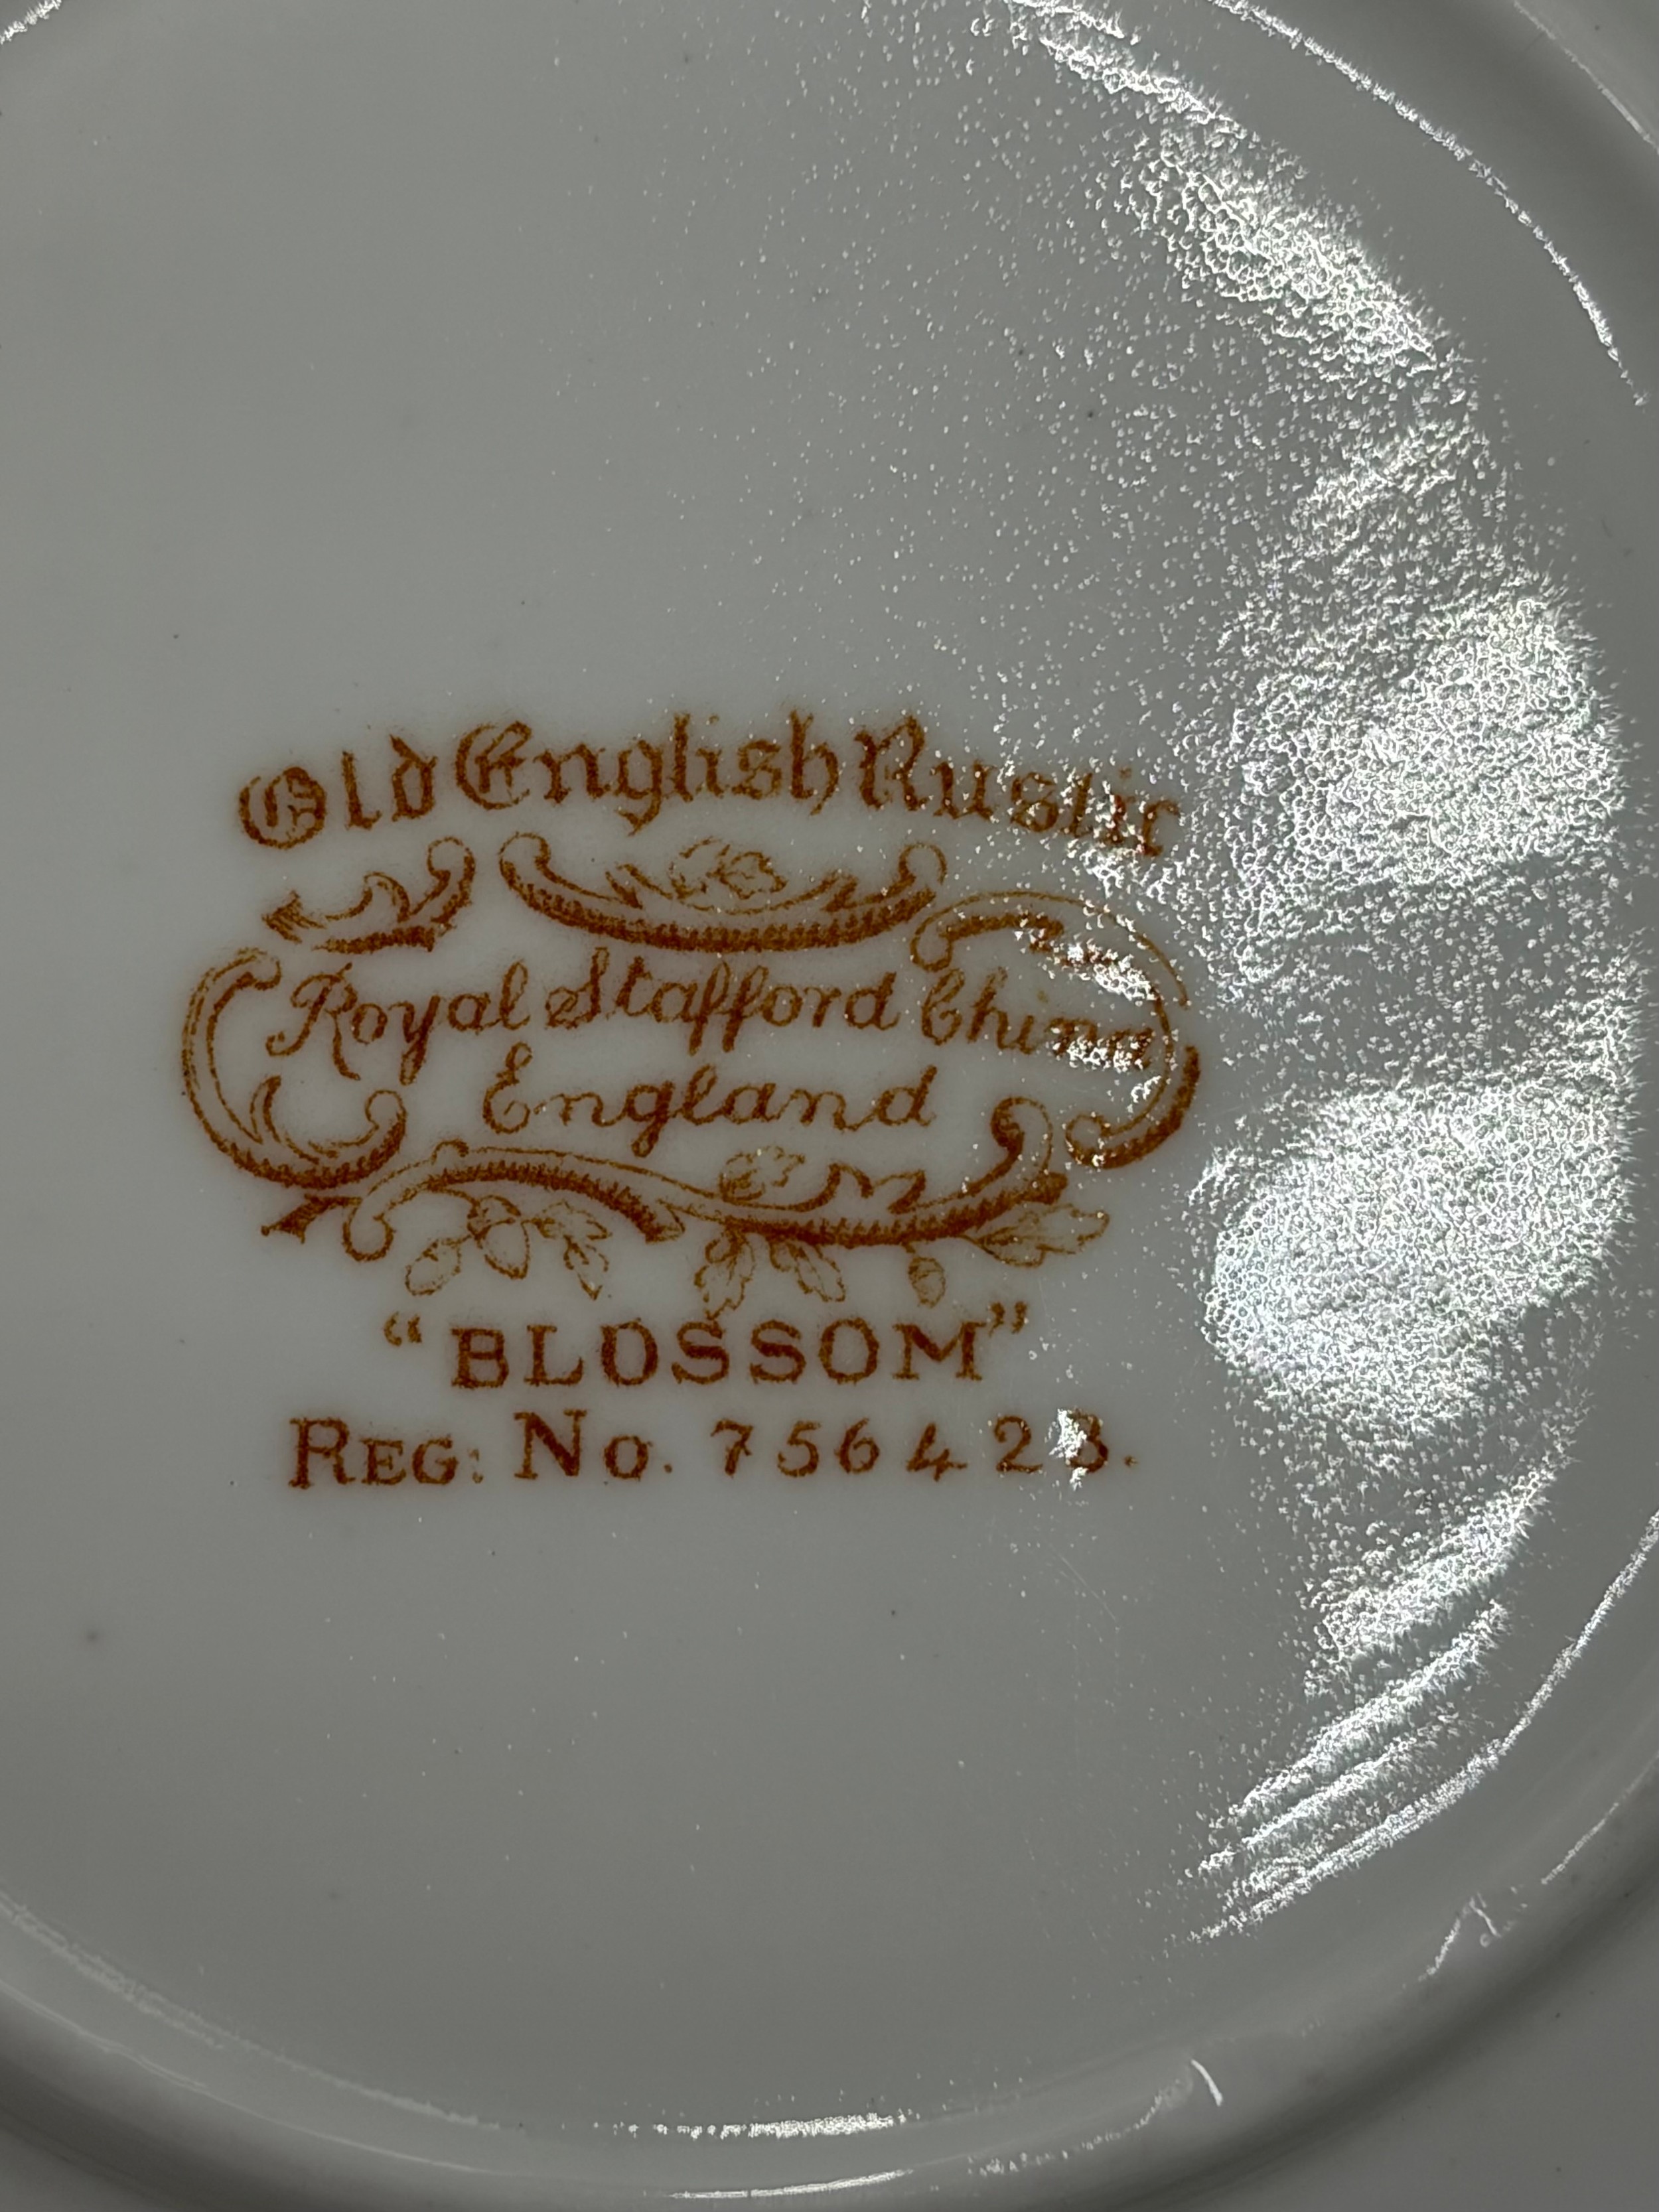 Old English Rustic
Royal Stafford China
England
"BLOSSOM"
REG: No. 756423.